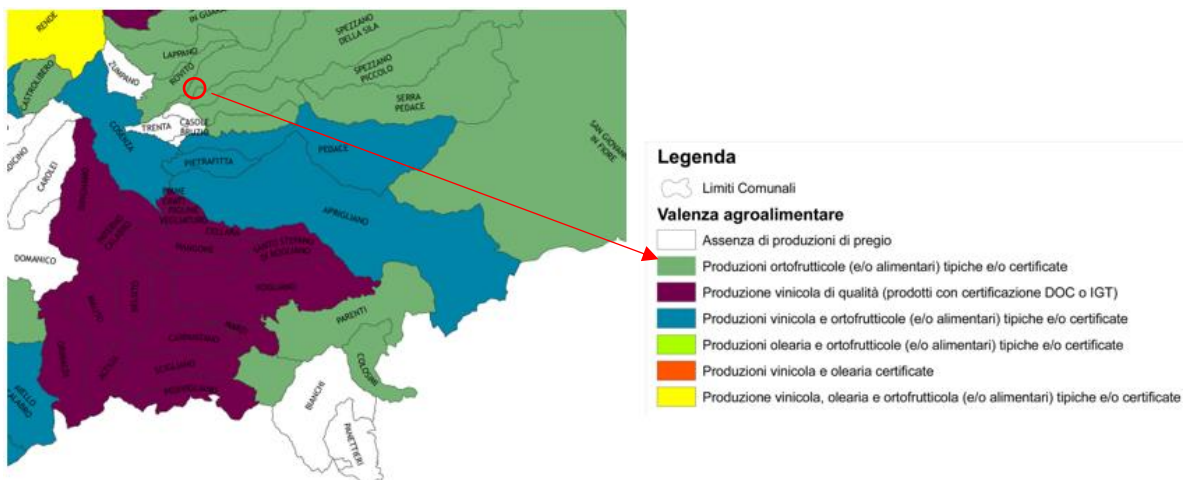 RENDE
IN GUARA
SPEZZANO
DELLA SILA
LAPPANO
ZUMPANO
ROVITO
SPEZZANO
PICCOLO
CASTROLIBERO
SERRA
PEDACE
TRENTA
CASOLE
BRUZIO
COSENZA
SAN GIOVANNI
IN FIORE
PEDACE
DICINO
CAROLEI
PIETRAFITTA
APRIGLIANO
CELLARA
FIGLINE
VEGLIATURO
SANTO STEFANO
DI ROGLIANO
DOMANICO
ROGLIANO
PARENTI
MARZI
CARPANZANO
SCIGLIANO
COLOSIMI
BIANCHI
PANETTIERI
AIELLO
CALABRO
Legenda
Limiti Comunali
Valenza agroalimentare
Assenza di produzioni di pregio
Produzioni ortofrutticole (e/o alimentari) tipiche e/o certificate
Produzione vinicola di qualità (prodotti con certificazione DOC o IGT)
Produzioni vinicola e ortofrutticole (e/o alimentari) tipiche e/o certificate
Produzioni olearia e ortofrutticole (e/o alimentari) tipiche e/o certificate
Produzioni vinicola e olearia certificate
Produzione vinicola, olearia e ortofrutticola (e/o alimentari) tipiche e/o certificate